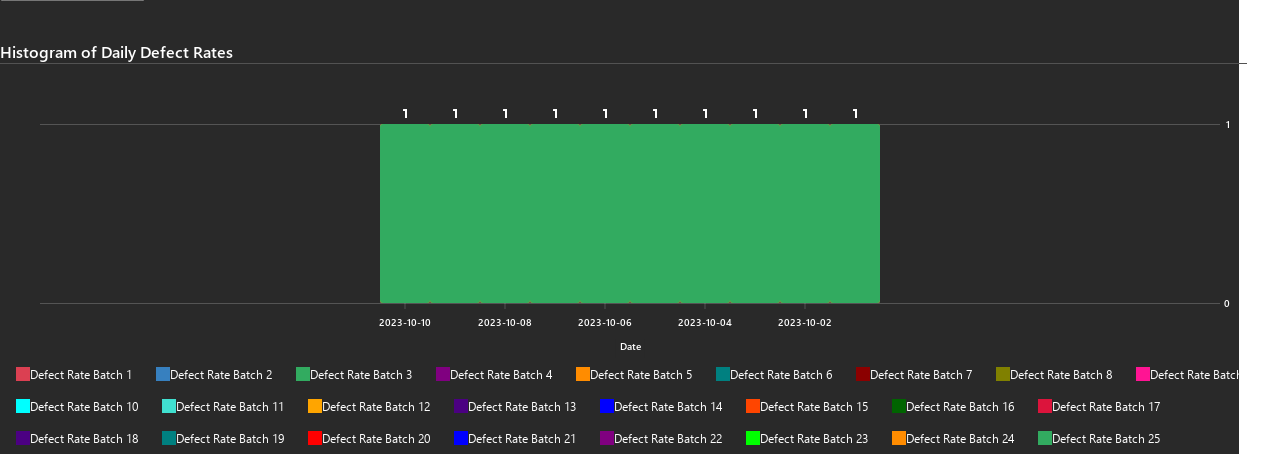 Histogram of Daily Defect Rates
1 1 1 1 1 1 1 1 1 1
1
0
2023-10-10 2023-10-08 2023-10-06 2023-10-04 2023-10-02
Date
Defect Rate Batch 1 Defect Rate Batch 2 Defect Rate Batch 3 Defect Rate Batch 4 Defect Rate Batch 5 Defect Rate Batch 6 Defect Rate Batch 7 Defect Rate Batch 8 Defect Rate Batch
Defect Rate Batch 10 Defect Rate Batch 11 Defect Rate Batch 12 Defect Rate Batch 13 Defect Rate Batch 14 Defect Rate Batch 15 Defect Rate Batch 16 Defect Rate Batch 17
Defect Rate Batch 18 Defect Rate Batch 19 Defect Rate Batch 20 Defect Rate Batch 21 Defect Rate Batch 22 Defect Rate Batch 23 Defect Rate Batch 24 Defect Rate Batch 25